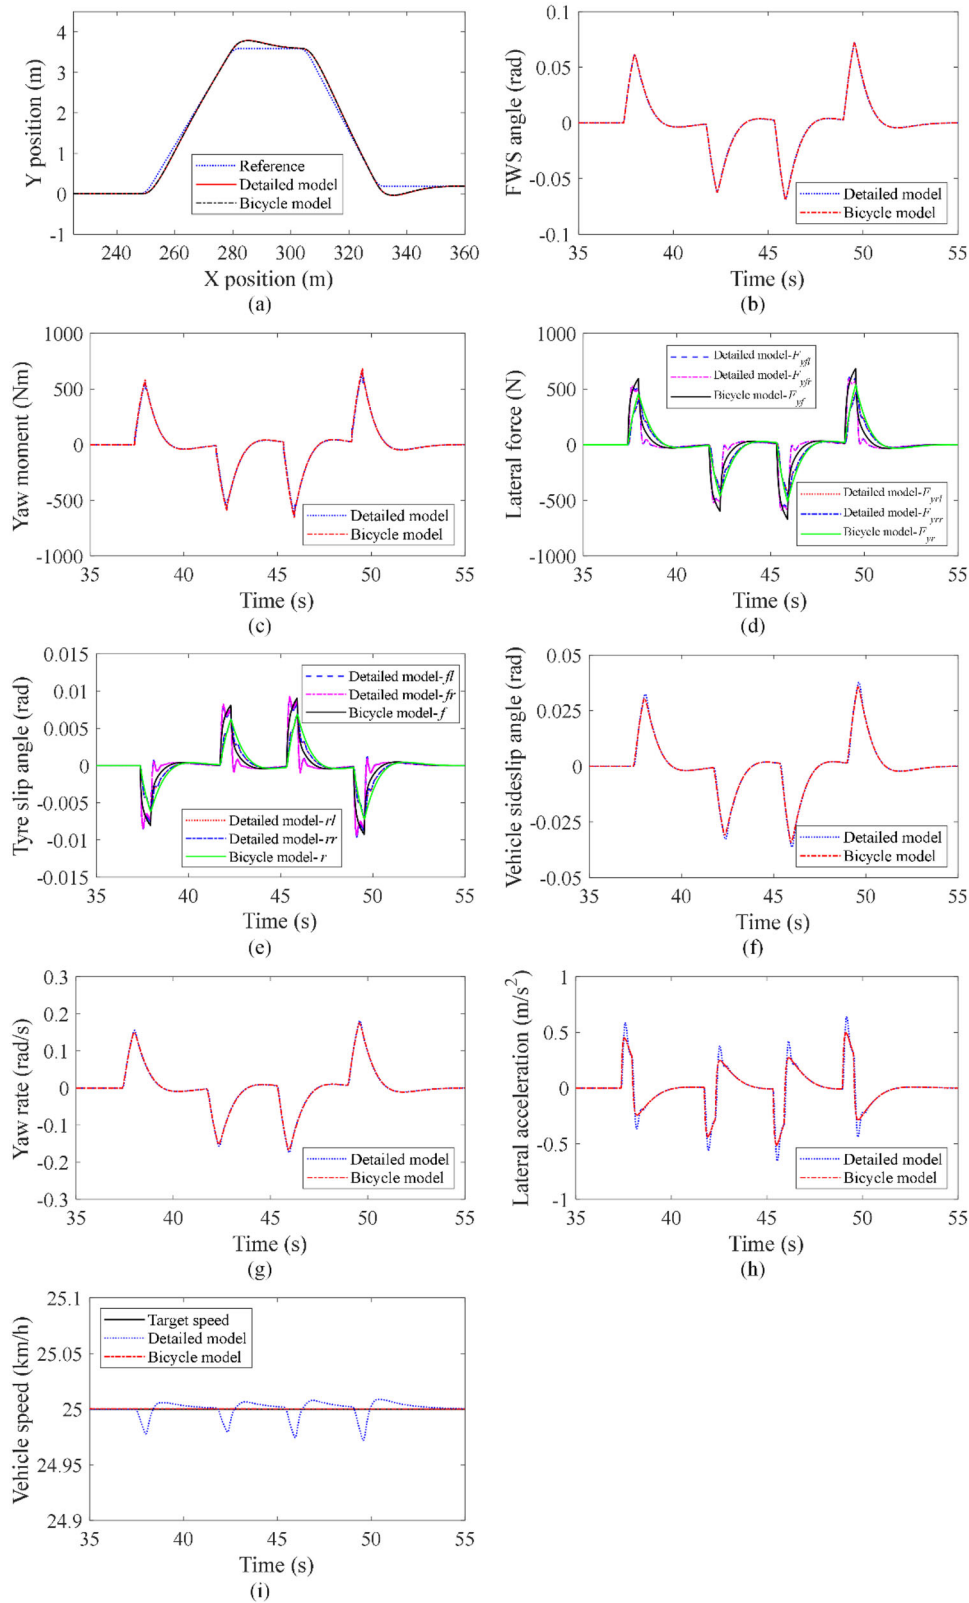 4
3
2
1
0
-1
Y position (m)
Reference
Detailed model
Bicycle model
240 260 280 300 320 340 360
X position (m)
(a)
0.1
0.05
0
-0.05
-0.1
FWS angle (rad)
Detailed model
Bicycle model
35 40 45 50 55
Time (s)
(b)
1000
500
0
-500
-1000
Yaw moment (Nm)
Detailed model
Bicycle model
35 40 45 50 55
Time (s)
(c)
1000
500
0
-500
-1000
Lateral force (N)
Detailed model-Fyfl
Detailed model-Fyfr
Bicycle model-Fyf
Detailed model-Fyrl
Detailed model-Fyrr
Bicycle model-Fyr
35 40 45 50 55
Time (s)
(d)
0.015
0.01
0.005
0
-0.005
-0.01
-0.015
Tyre slip angle (rad)
Detailed model-fl
Detailed model-fr
Bicycle model-f
Detailed model-rl
Detailed model-rr
Bicycle model-r
35 40 45 50 55
Time (s)
(e)
0.05
0.025
0
-0.025
-0.05
Vehicle sideslip angle (rad)
Detailed model
Bicycle model
35 40 45 50 55
Time (s)
(f)
0.3
0.2
0.1
0
-0.1
-0.2
-0.3
Yaw rate (rad/s)
Detailed model
Bicycle model
35 40 45 50 55
Time (s)
(g)
1
0.5
0
-0.5
-1
Lateral acceleration (m/s²)
Detailed model
Bicycle model
35 40 45 50 55
Time (s)
(h)
25.1
25.05
25
24.95
24.9
Vehicle speed (km/h)
Target speed
Detailed model
Bicycle model
35 40 45 50 55
Time (s)
(i)